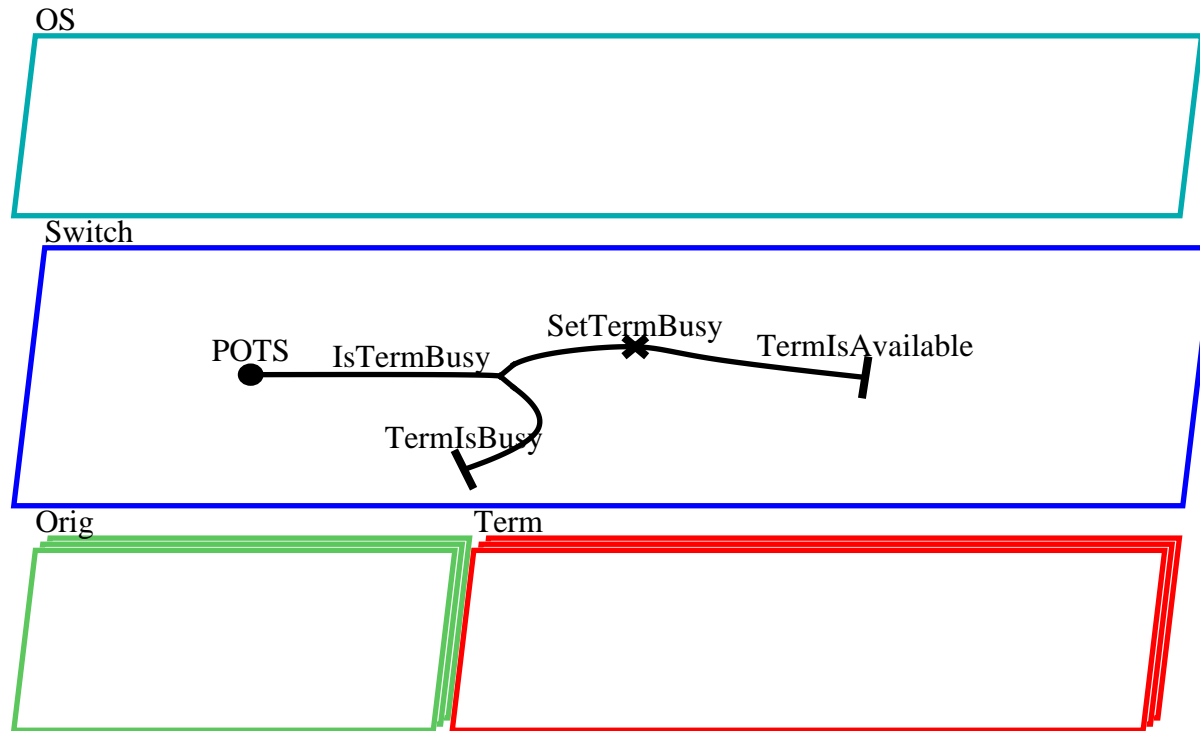 OS
Switch
SetTermBusy
POTS
IsTermBusy
TermIsAvailable
TermIsBusy
Orig
Term